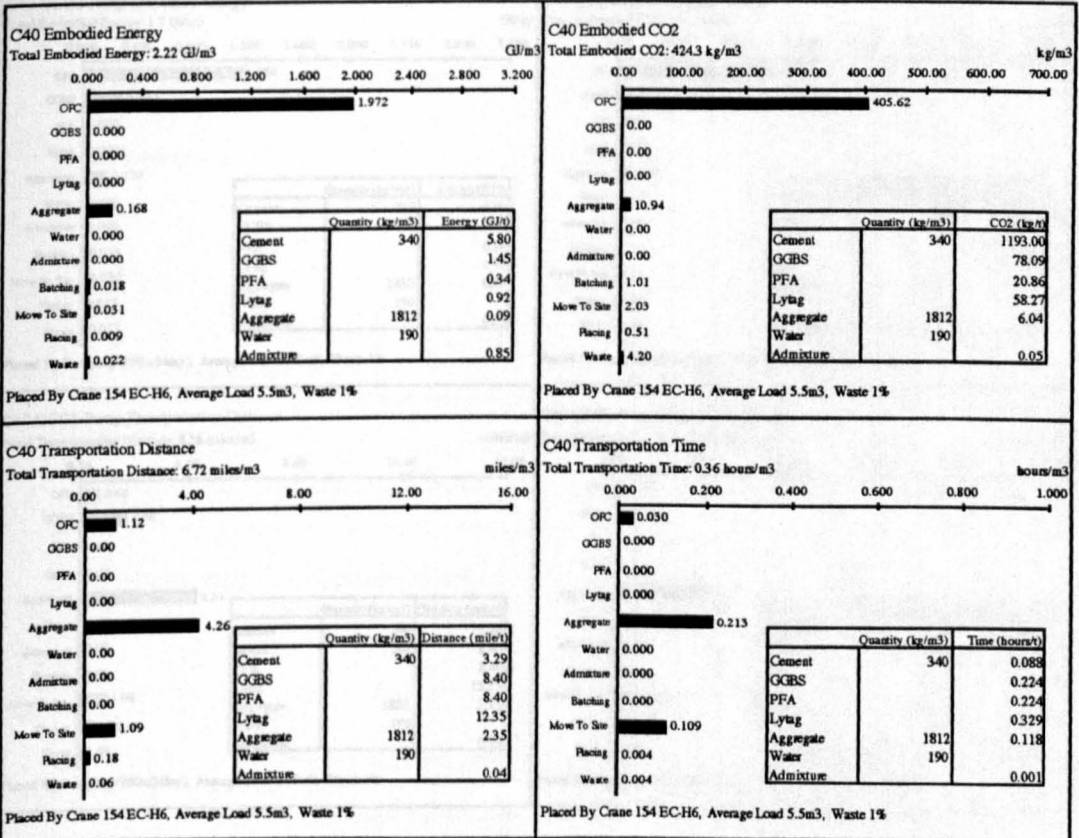 C40 Embodied Energy
Total Embodied Energy: 2.22 GJ/m3 GJ/m3
0.000 0.400 0.800 1.200 1.600 2.000 2.400 2.800 3.200
OPC 1.972
GGBS 0.000
PFA 0.000
Lytag 0.000
Aggregate 0.168
Water 0.000
Admixture 0.000
Batching 0.018
Move To Site 0.031
Placing 0.009
Waste 0.022
Quantity (kg/m3) Energy (GJ/t)
Cement 340 5.80
GGBS 1.45
PFA 0.34
Lytag 0.92
Aggregate 1812 0.09
Water 190
Admixture 0.85
Placed By Crane 154 EC-H6, Average Load 5.5m3, Waste 1%
C40 Embodied CO2
Total Embodied CO2: 424.3 kg/m3 kg/m3
0.00 100.00 200.00 300.00 400.00 500.00 600.00 700.00
OPC 405.62
GGBS 0.00
PFA 0.00
Lytag 0.00
Aggregate 10.94
Water 0.00
Admixture 0.00
Batching 1.01
Move To Site 2.03
Placing 0.51
Waste 4.20
Quantity (kg/m3) CO2 (kg/t)
Cement 340 1193.00
GGBS 78.09
PFA 20.86
Lytag 58.27
Aggregate 1812 6.04
Water 190
Admixture 0.05
Placed By Crane 154 EC-H6, Average Load 5.5m3, Waste 1%
C40 Transportation Distance
Total Transportation Distance: 6.72 miles/m3 miles/m3
0.00 4.00 8.00 12.00 16.00
OPC 1.12
GGBS 0.00
PFA 0.00
Lytag 0.00
Aggregate 4.26
Water 0.00
Admixture 0.00
Batching 0.00
Move To Site 1.09
Placing 0.18
Waste 0.06
Quantity (kg/m3) Distance (mile/t)
Cement 340 3.29
GGBS 8.40
PFA 8.40
Lytag 12.35
Aggregate 1812 2.35
Water 190
Admixture 0.04
Placed By Crane 154 EC-H6, Average Load 5.5m3, Waste 1%
C40 Transportation Time
Total Transportation Time: 0.36 hours/m3 hours/m3
0.000 0.200 0.400 0.600 0.800 1.000
OPC 0.030
GGBS 0.000
PFA 0.000
Lytag 0.000
Aggregate 0.213
Water 0.000
Admixture 0.000
Batching 0.000
Move To Site 0.109
Placing 0.004
Waste 0.004
Quantity (kg/m3) Time (hours/t)
Cement 340 0.088
GGBS 0.224
PFA 0.224
Lytag 0.329
Aggregate 1812 0.118
Water 190
Admixture 0.001
Placed By Crane 154 EC-H6, Average Load 5.5m3, Waste 1%